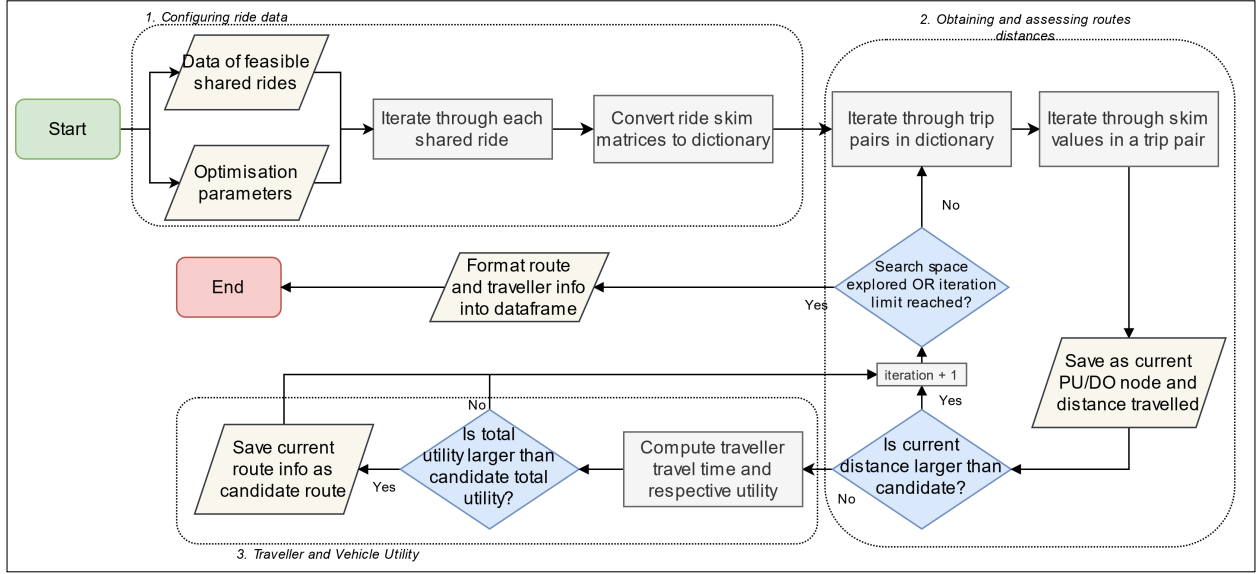 1. Configuring ride data
2. Obtaining and assessing routes
distances
Start
Data of feasible
shared rides
Optimisation
parameters
Iterate through each
shared ride
Convert ride skim
matrices to dictionary
Iterate through trip
pairs in dictionary
Iterate through skim
values in a trip pair
No
Search space
explored OR iteration
limit reached?
Yes
Format route
and traveller info
into dataframe
End
Save as current
PU/DO node and
distance travelled
iteration + 1
Yes
Is current
distance larger than
candidate?
No
Compute traveller
travel time and
respective utility
No
Is total
utility larger than
candidate total
utility?
Yes
Save current
route info as
candidate route
3. Traveller and Vehicle Utility